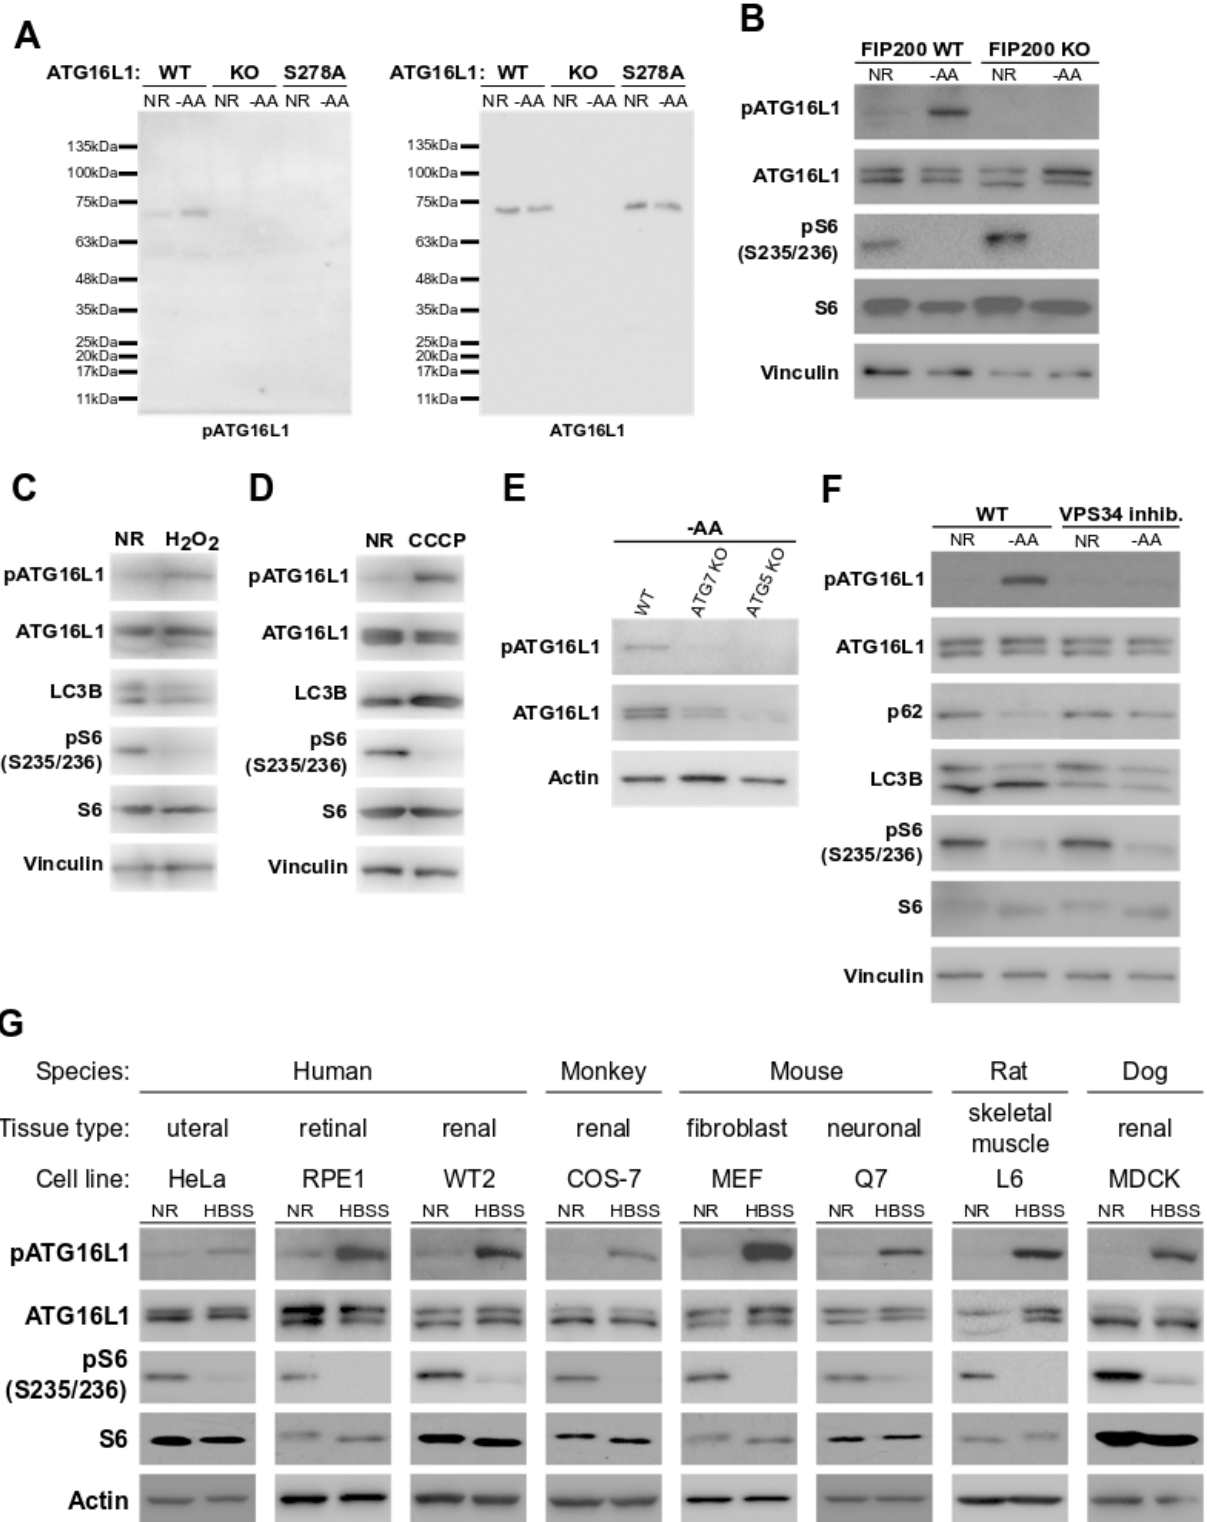 A
ATG16L1: WT KO S278A
NR -AA NR -AA NR -AA
135kDa
100kDa
75kDa
63kDa
48kDa
35kDa
25kDa
20kDa
17kDa
11kDa
pATG16L1
ATG16L1: WT KO S278A
NR -AA NR -AA NR -AA
135kDa
100kDa
75kDa
63kDa
48kDa
35kDa
25kDa
20kDa
17kDa
11kDa
ATG16L1
B
FIP200 WT FIP200 KO
NR -AA NR -AA
pATG16L1
ATG16L1
pS6
(S235/236)
S6
Vinculin
C
NR H2O2
pATG16L1
ATG16L1
LC3B
pS6
(S235/236)
S6
Vinculin
D
NR CCCP
pATG16L1
ATG16L1
LC3B
pS6
(S235/236)
S6
Vinculin
E
-AA
WT ATG7 KO ATG5 KO
pATG16L1
ATG16L1
Actin
F
WT VPS34 inhib.
NR -AA NR -AA
pATG16L1
ATG16L1
p62
LC3B
pS6
(S235/236)
S6
Vinculin
G
Species: Human Monkey Mouse Rat Dog
Tissue type: uteral retinal renal renal fibroblast neuronal skeletal muscle renal
Cell line: HeLa RPE1 WT2 COS-7 MEF Q7 L6 MDCK
NR HBSS NR HBSS NR HBSS NR HBSS NR HBSS NR HBSS NR HBSS NR HBSS
pATG16L1
ATG16L1
pS6
(S235/236)
S6
Actin